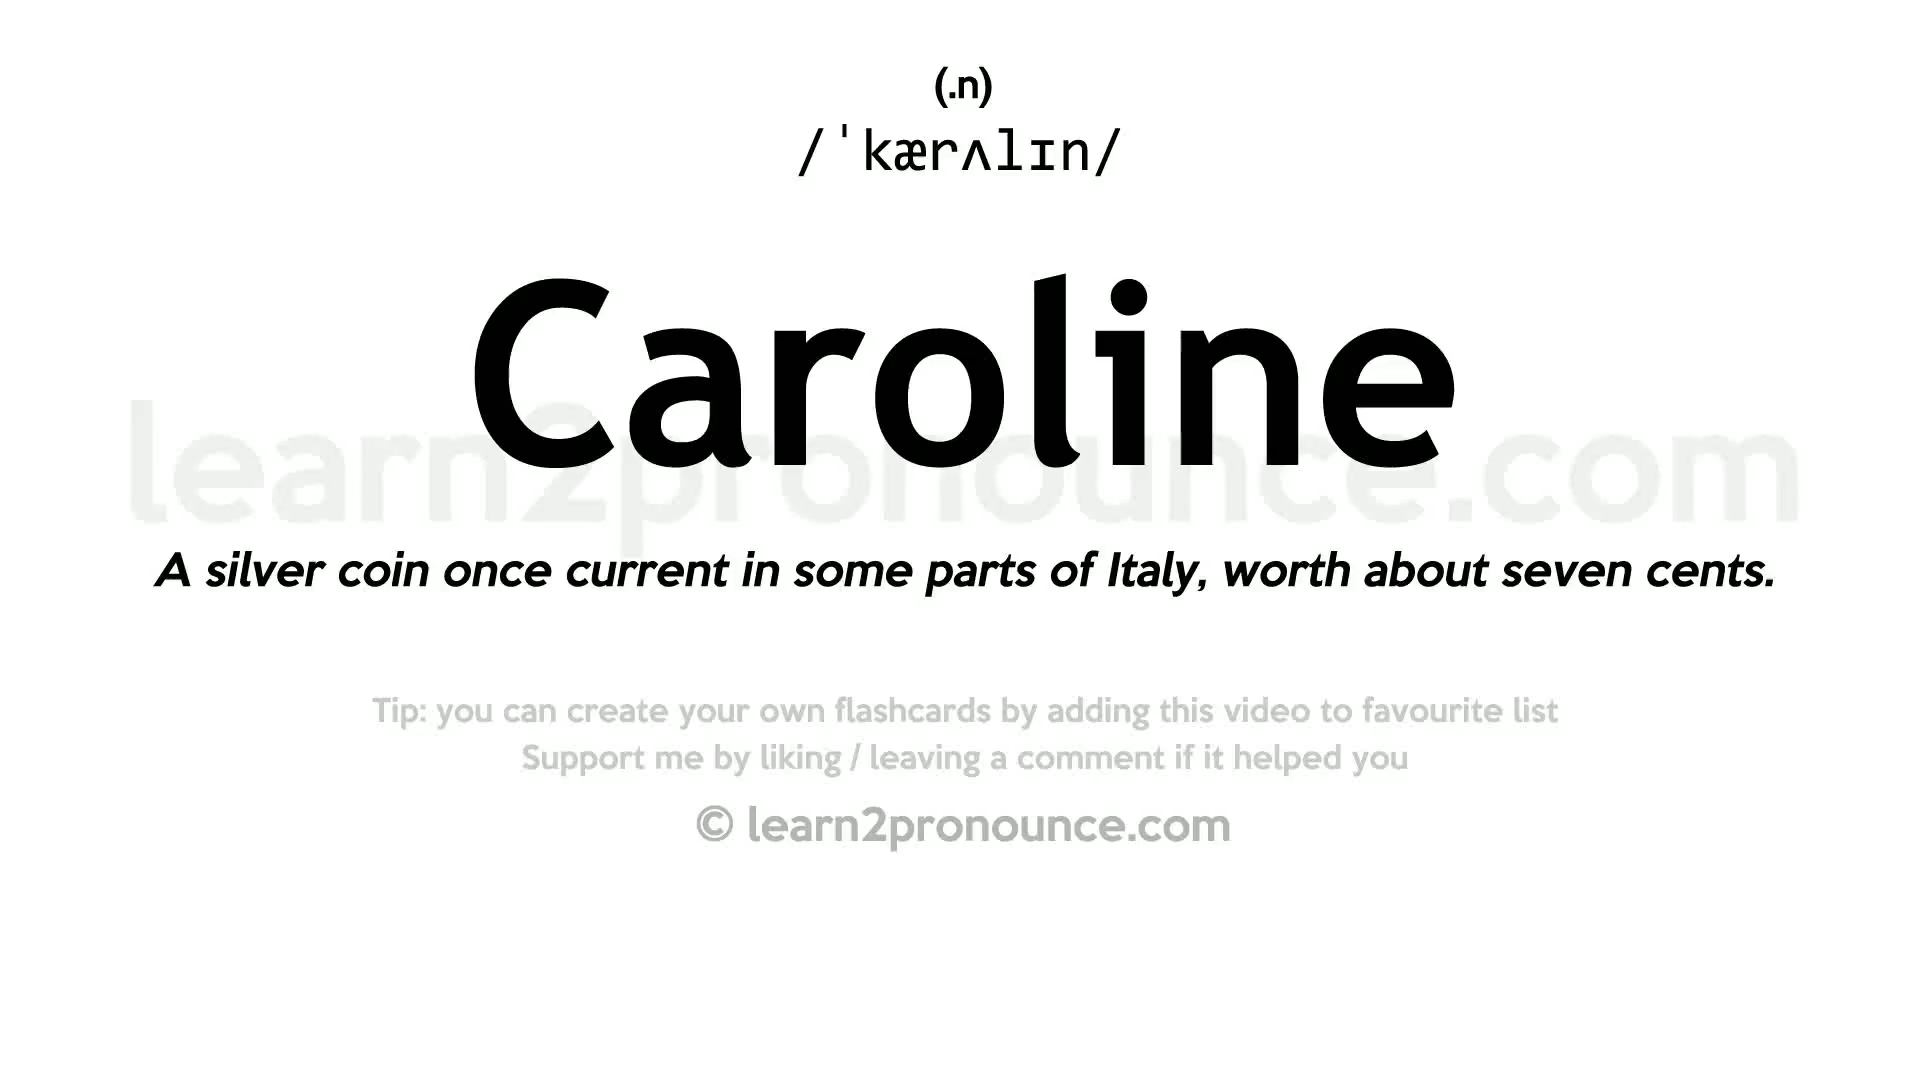 (.n)
/ˈkærʌlɪn/
Caroline
learn2pronounce.com
A silver coin once current in some parts of Italy, worth about seven cents.
Tip: you can create your own flashcards by adding this video to favourite list
Support me by liking / leaving a comment if it helped you
© learn2pronounce.com